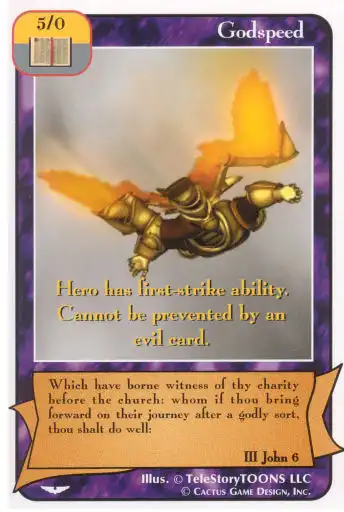 5/0
Godspeed
Hero has first-strike ability.
Cannot be prevented by an
evil card.
Which have borne witness of thy charity
before the church: whom if thou bring
forward on their journey after a godly sort,
thou shalt do well:
III John 6
Illus. © TeleStoryTOONS LLC
© Cactus Game Design, Inc.